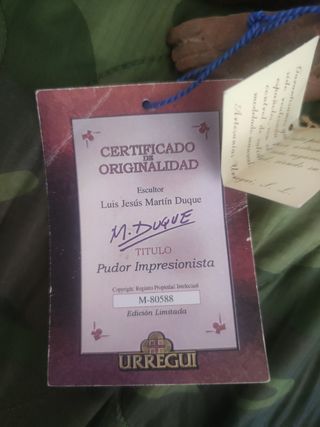 CERTIFICADO
DE
ORIGINALIDAD
Escultor
Luis Jesús Martín Duque
M. DUQUE
TITULO
Pudor Impresionista
Copyright: Registro Propiedad Intelectual
M-80588
Edición Limitada
URREGUI